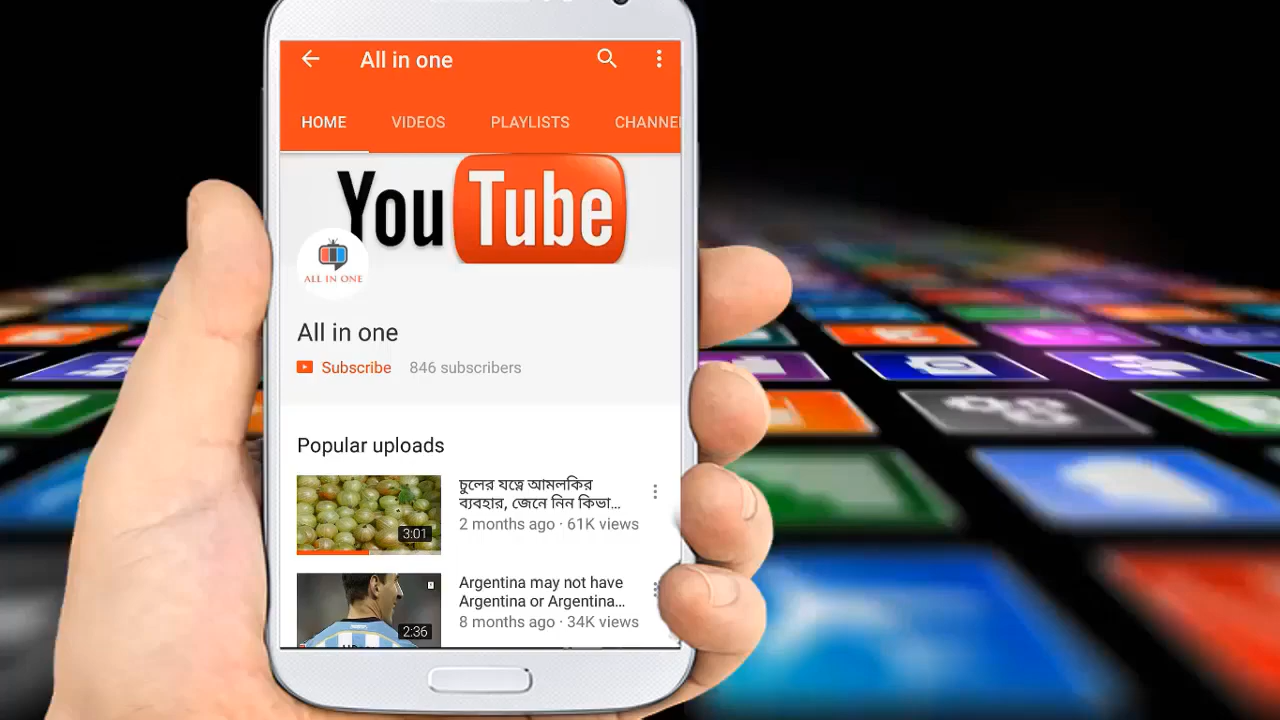 All in one
HOME VIDEOS PLAYLISTS CHANNEL
YouTube
ALL IN ONE
All in one
Subscribe 846 subscribers
Popular uploads
চুলের যত্নে আমলকির
ব্যবহার, জেনে নিন কিভা...
2 months ago · 61K views
3:01
Argentina may not have
Argentina or Argentina...
8 months ago · 34K views
2:36